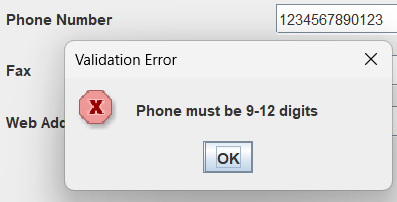 Phone Number 1234567890123
Validation Error
Fax
X
Phone must be 9-12 digits
Web Add
OK